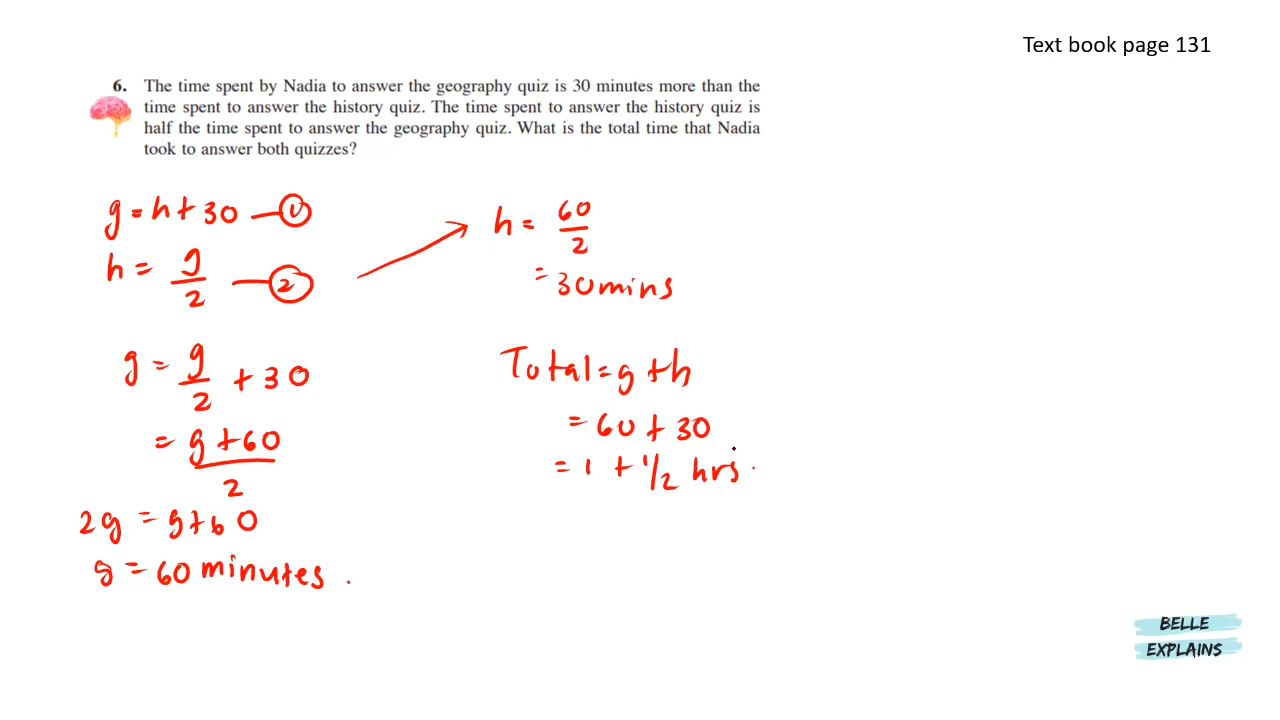 Text book page 131
6. The time spent by Nadia to answer the geography quiz is 30 minutes more than the
time spent to answer the history quiz. The time spent to answer the history quiz is
half the time spent to answer the geography quiz. What is the total time that Nadia
took to answer both quizzes?
g = h + 30 — ①
h = g/2 — ②
g = g/2 + 30
= g + 60 / 2
2g = g + 60
g = 60 minutes.
h = 60/2
= 30 mins
Total = g + h
= 60 + 30
= 1 + 1/2 hrs.
BELLE
EXPLAINS